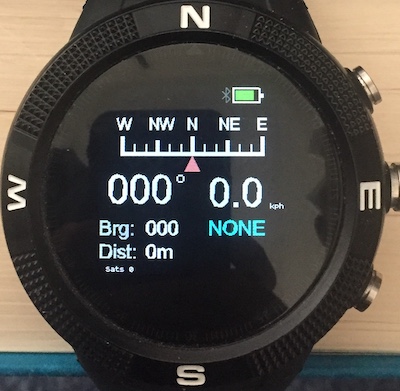 N
W NW N NE E
000° 0.0 kph
Brg: 000 NONE
Dist: 0m
Sats 0
W
E
S